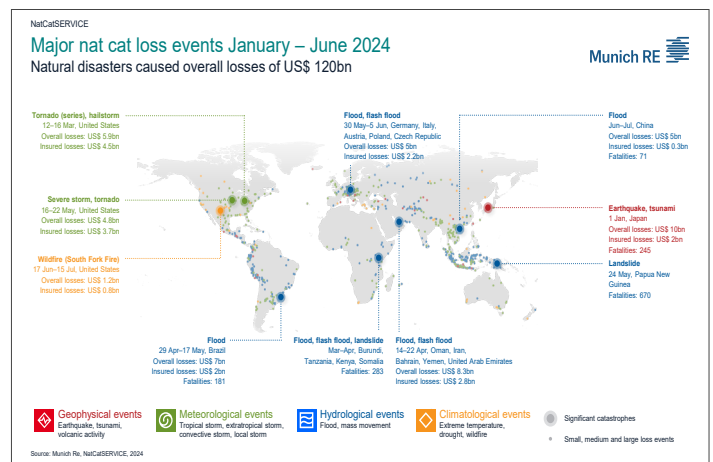 NatCatSERVICE
Major nat cat loss events January – June 2024
Natural disasters caused overall losses of US$ 120bn
Munich RE
Tornado (series), hailstorm
12–16 Mar, United States
Overall losses: US$ 5.9bn
Insured losses: US$ 4.5bn
Flood, flash flood
30 May–5 Jun, Germany, Italy,
Austria, Poland, Czech Republic
Overall losses: US$ 5bn
Insured losses: US$ 2.2bn
Flood
Jun–Jul, China
Overall losses: US$ 5bn
Insured losses: US$ 0.3bn
Fatalities: 71
Severe storm, tornado
16–22 May, United States
Overall losses: US$ 4.8bn
Insured losses: US$ 3.7bn
Earthquake, tsunami
1 Jan, Japan
Overall losses: US$ 10bn
Insured losses: US$ 2bn
Fatalities: 245
Wildfire (South Fork Fire)
17 Jun–15 Jul, United States
Overall losses: US$ 1.2bn
Insured losses: US$ 0.8bn
Landslide
24 May, Papua New
Guinea
Fatalities: 670
Flood
29 Apr–17 May, Brazil
Overall losses: US$ 7bn
Insured losses: US$ 2bn
Fatalities: 181
Flood, flash flood, landslide
Mar–Apr, Burundi,
Tanzania, Kenya, Somalia
Fatalities: 283
Flood, flash flood
14–22 Apr, Oman, Iran,
Bahrain, Yemen, United Arab Emirates
Overall losses: US$ 8.3bn
Insured losses: US$ 2.8bn
Geophysical events
Earthquake, tsunami,
volcanic activity
Meteorological events
Tropical storm, extratropical storm,
convective storm, local storm
Hydrological events
Flood, mass movement
Climatological events
Extreme temperature,
drought, wildfire
Significant catastrophes
Small, medium and large loss events
Source: Munich Re, NatCatSERVICE, 2024